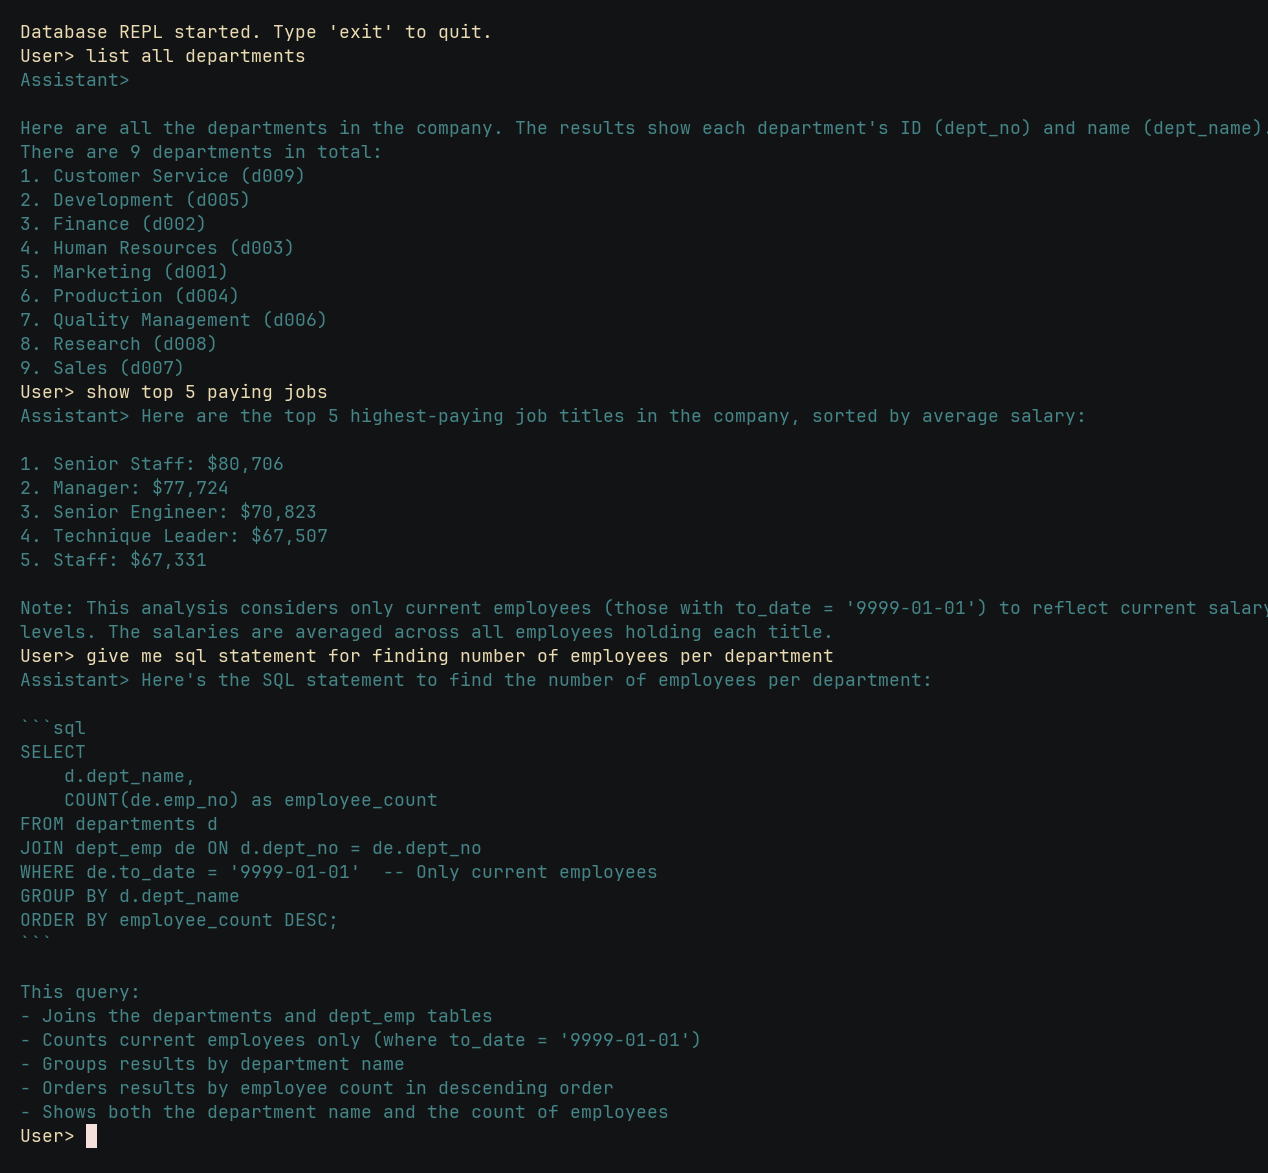 Database REPL started. Type 'exit' to quit.
User> list all departments
Assistant>
Here are all the departments in the company. The results show each department's ID (dept_no) and name (dept_name).
There are 9 departments in total:
1. Customer Service (d009)
2. Development (d005)
3. Finance (d002)
4. Human Resources (d003)
5. Marketing (d001)
6. Production (d004)
7. Quality Management (d006)
8. Research (d008)
9. Sales (d007)
User> show top 5 paying jobs
Assistant> Here are the top 5 highest-paying job titles in the company, sorted by average salary:
1. Senior Staff: $80,706
2. Manager: $77,724
3. Senior Engineer: $70,823
4. Technique Leader: $67,507
5. Staff: $67,331
Note: This analysis considers only current employees (those with to_date = '9999-01-01') to reflect current salary
levels. The salaries are averaged across all employees holding each title.
User> give me sql statement for finding number of employees per department
Assistant> Here's the SQL statement to find the number of employees per department:
```sql
SELECT
    d.dept_name,
    COUNT(de.emp_no) as employee_count
FROM departments d
JOIN dept_emp de ON d.dept_no = de.dept_no
WHERE de.to_date = '9999-01-01'  -- Only current employees
GROUP BY d.dept_name
ORDER BY employee_count DESC;
```
This query:
- Joins the departments and dept_emp tables
- Counts current employees only (where to_date = '9999-01-01')
- Groups results by department name
- Orders results by employee count in descending order
- Shows both the department name and the count of employees
User>